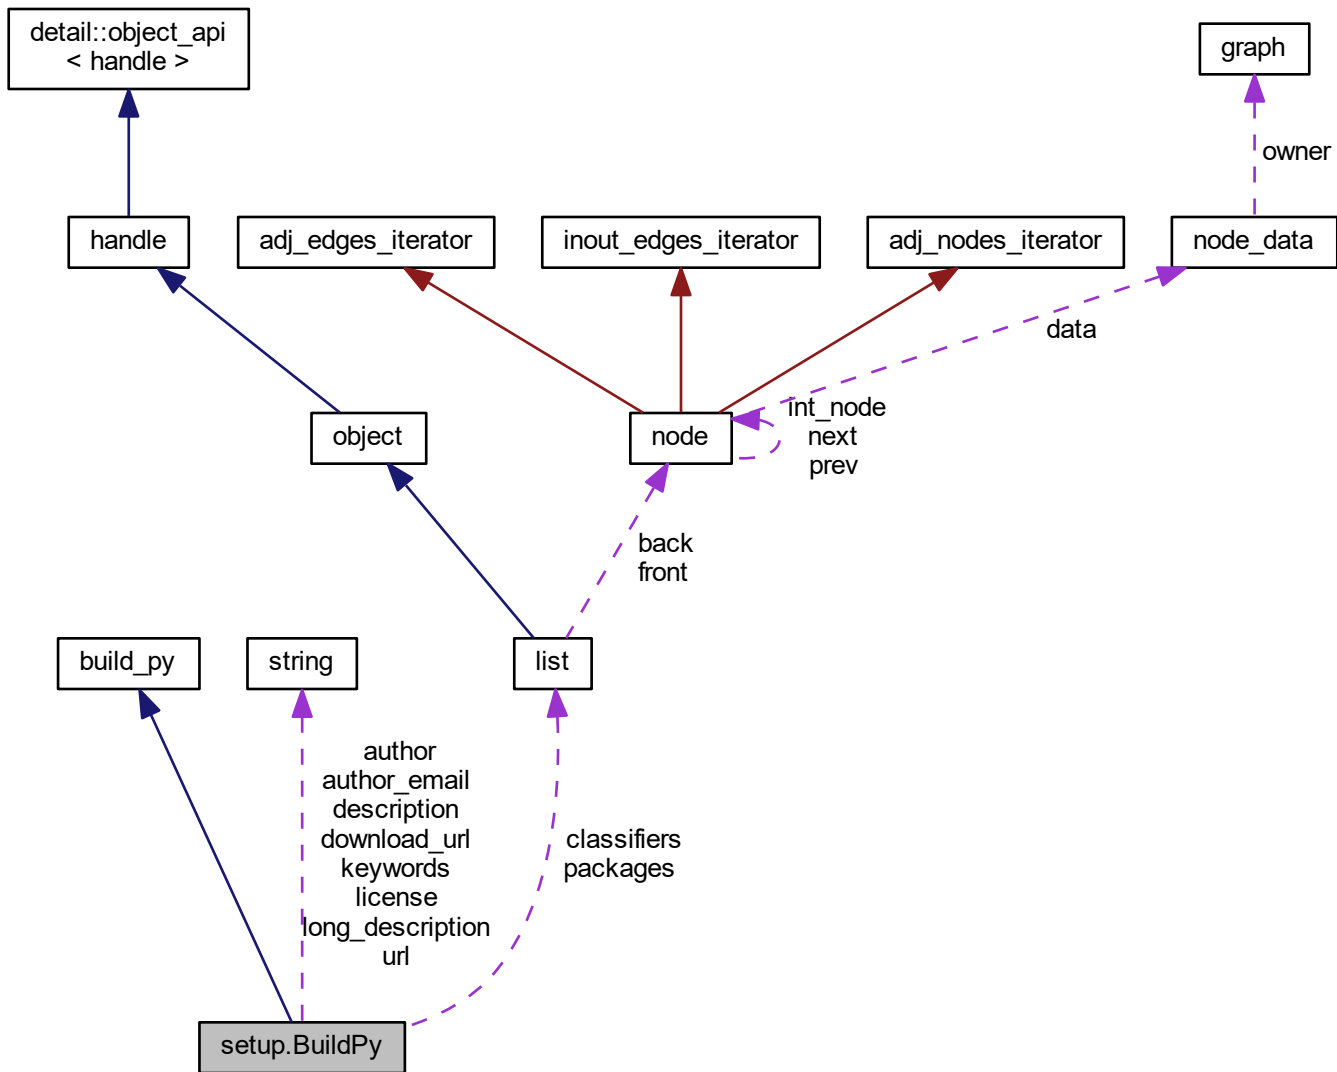 detail::object_api
< handle >
graph
owner
handle
adj_edges_iterator
inout_edges_iterator
adj_nodes_iterator
node_data
data
object
node
int_node
next
prev
back
front
build_py
string
list
author
author_email
description
download_url
keywords
license
long_description
url
classifiers
packages
setup.BuildPy